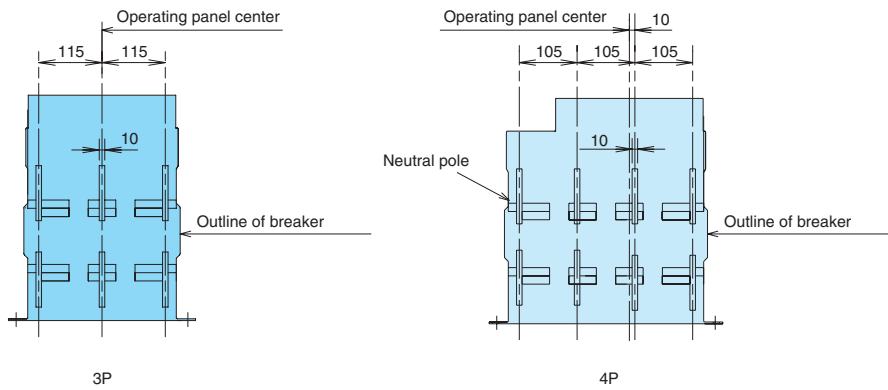 Operating panel center
115
115
10
Outline of breaker
3P
Operating panel center
10
105
105
105
10
Neutral pole
Outline of breaker
4P